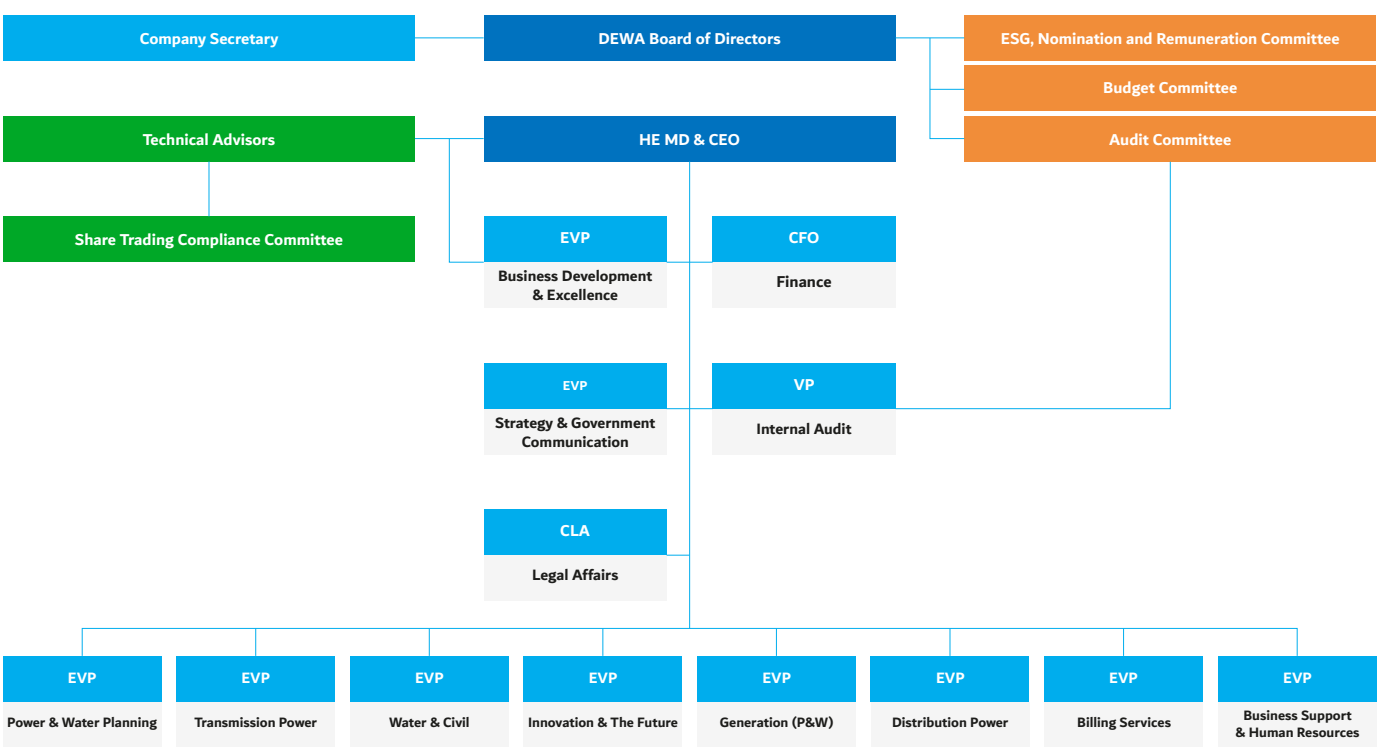 Company Secretary
DEWA Board of Directors
ESG, Nomination and Remuneration Committee
Budget Committee
Technical Advisors
HE MD & CEO
Audit Committee
Share Trading Compliance Committee
EVP
Business Development
& Excellence
CFO
Finance
EVP
Strategy & Government
Communication
VP
Internal Audit
CLA
Legal Affairs
EVP
Power & Water Planning
EVP
Transmission Power
EVP
Water & Civil
EVP
Innovation & The Future
EVP
Generation (P&W)
EVP
Distribution Power
EVP
Billing Services
EVP
Business Support
& Human Resources